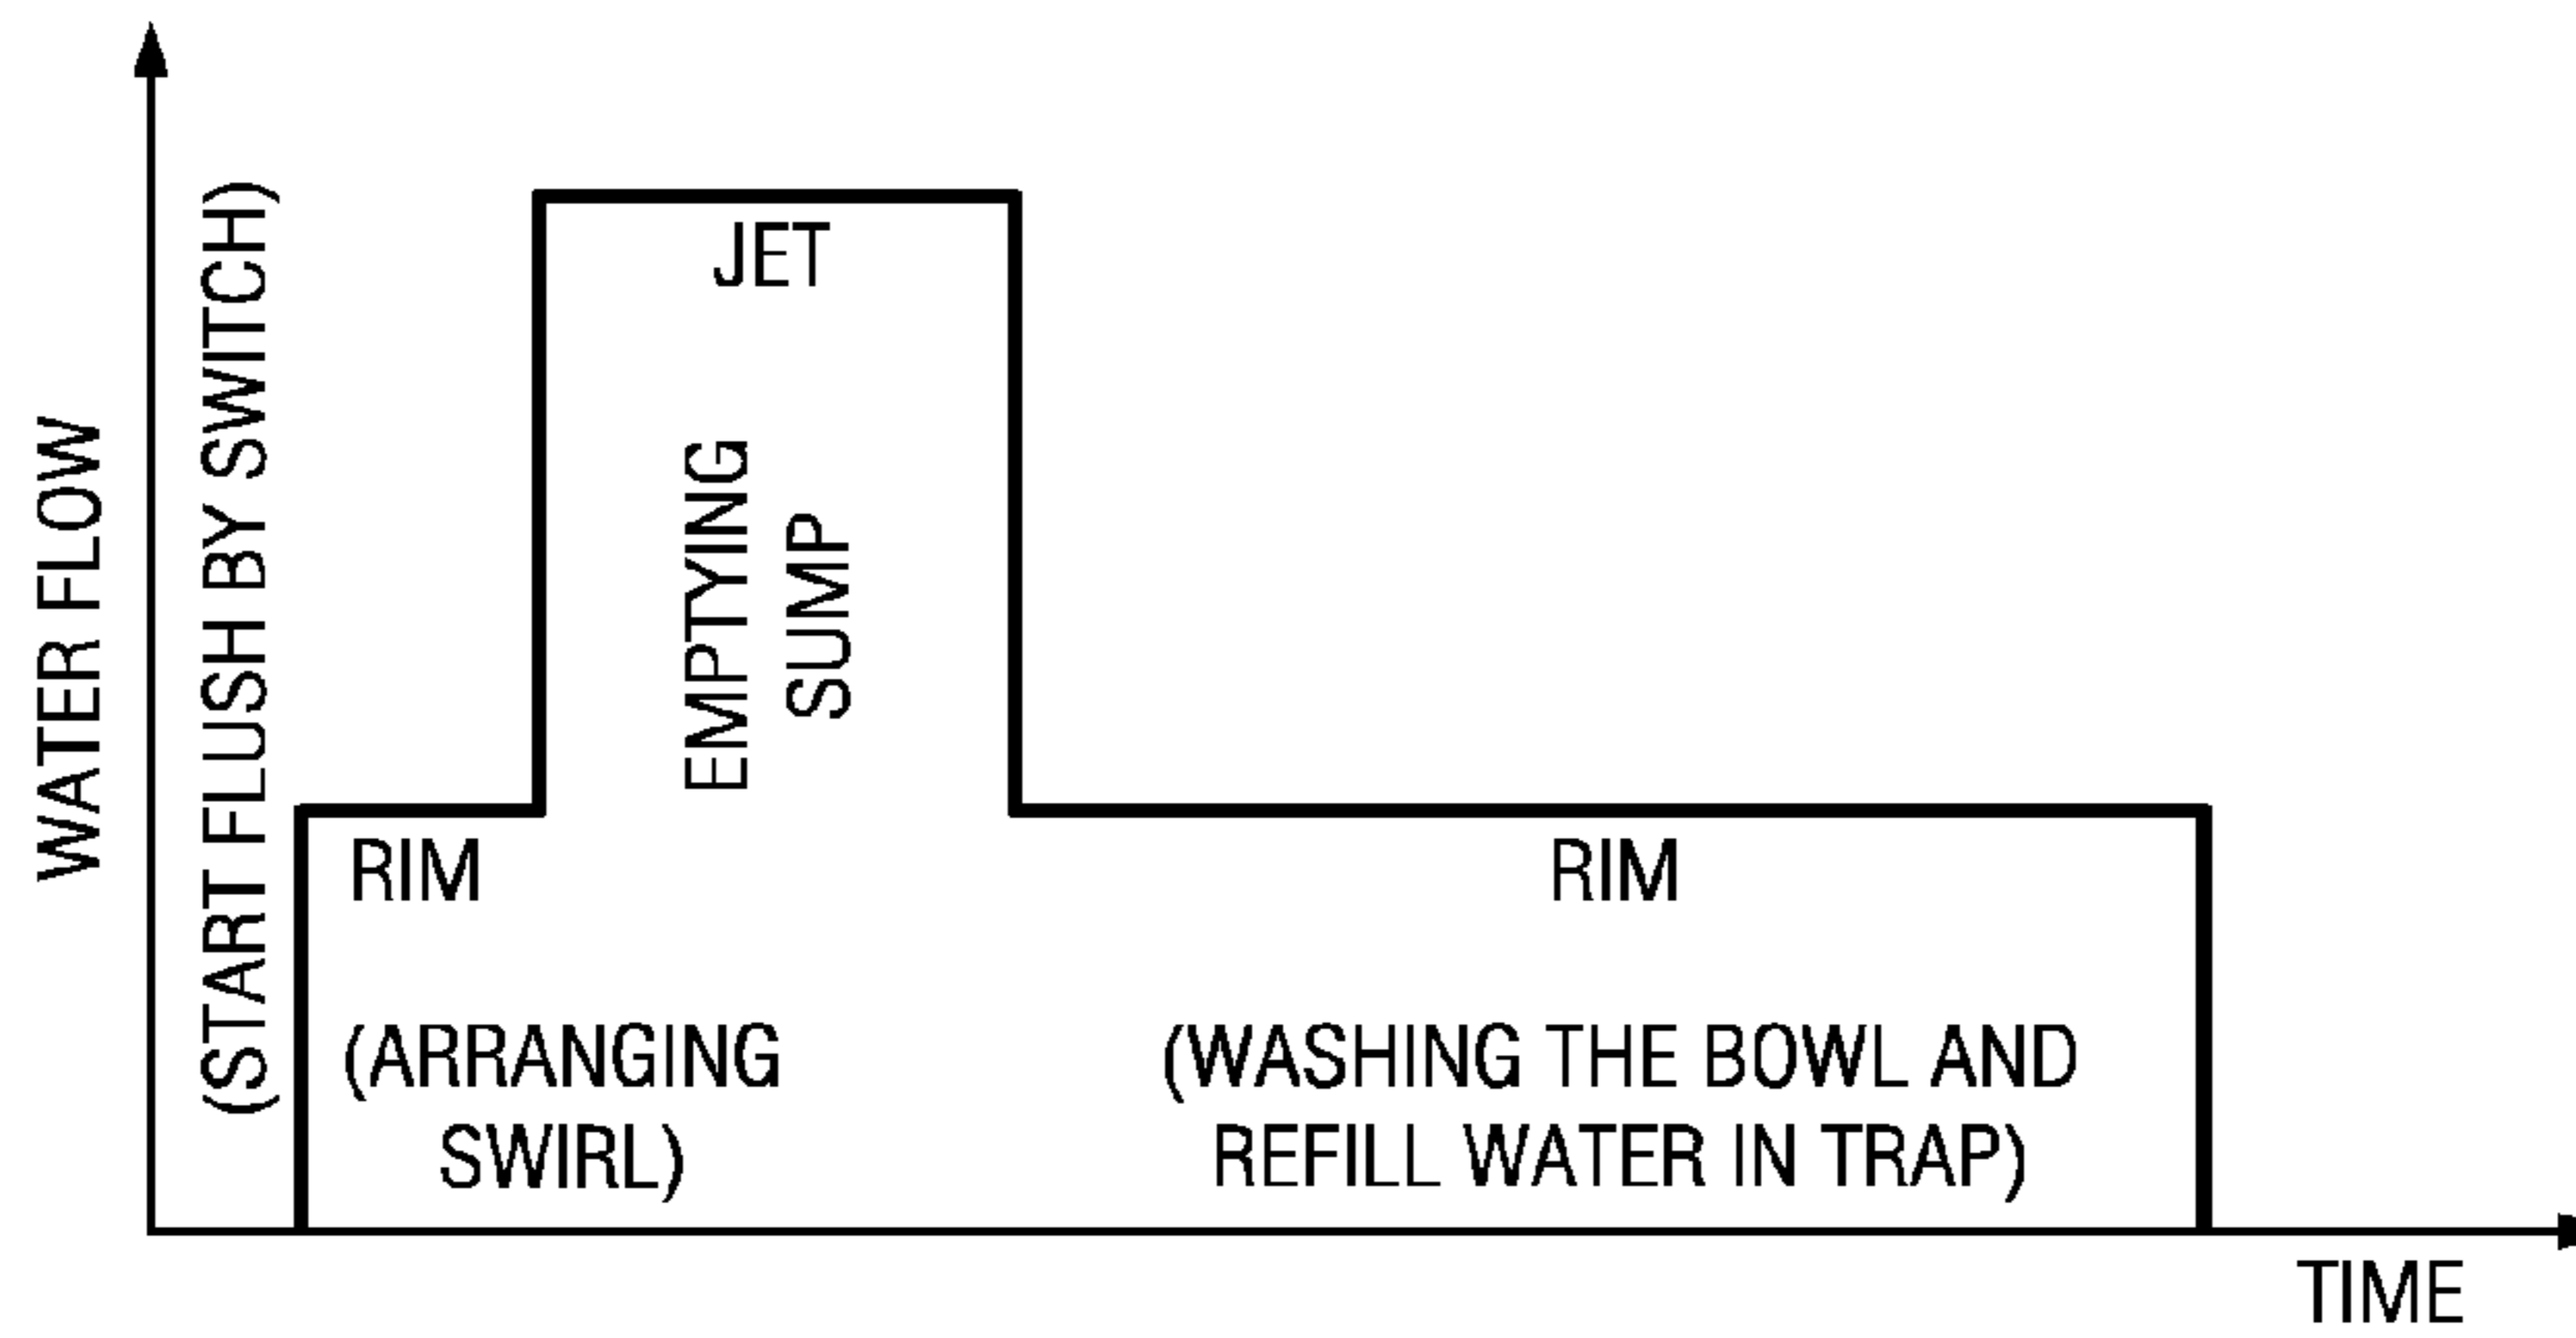 WATER FLOW
(START FLUSH BY SWITCH)
JET
EMPTYING
SUMP
RIM
(ARRANGING
SWIRL)
RIM
(WASHING THE BOWL AND
REFILL WATER IN TRAP)
TIME